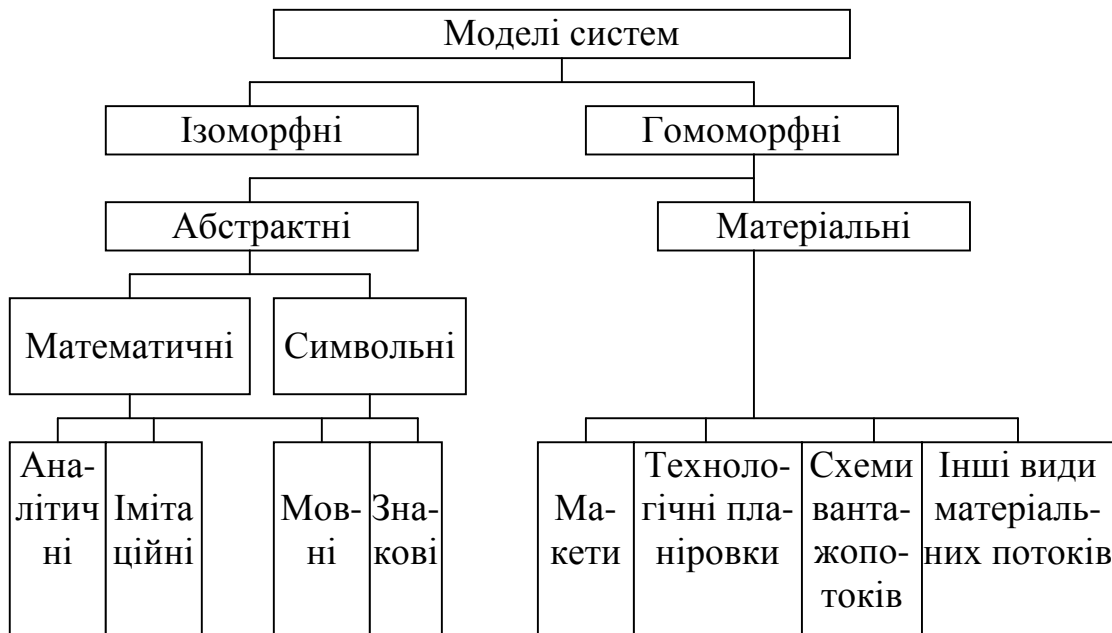 Моделі систем
Ізоморфні
Гомоморфні
Абстрактні
Матеріальні
Математичні
Символьні
Ана-
літич
ні
Іміта
ційні
Мов-
ні
Зна-
кові
Ма-
кети
Техноло-
гічні пла-
ніровки
Схеми
ванта-
жопо-
токів
Інші види
матеріаль-
них потоків